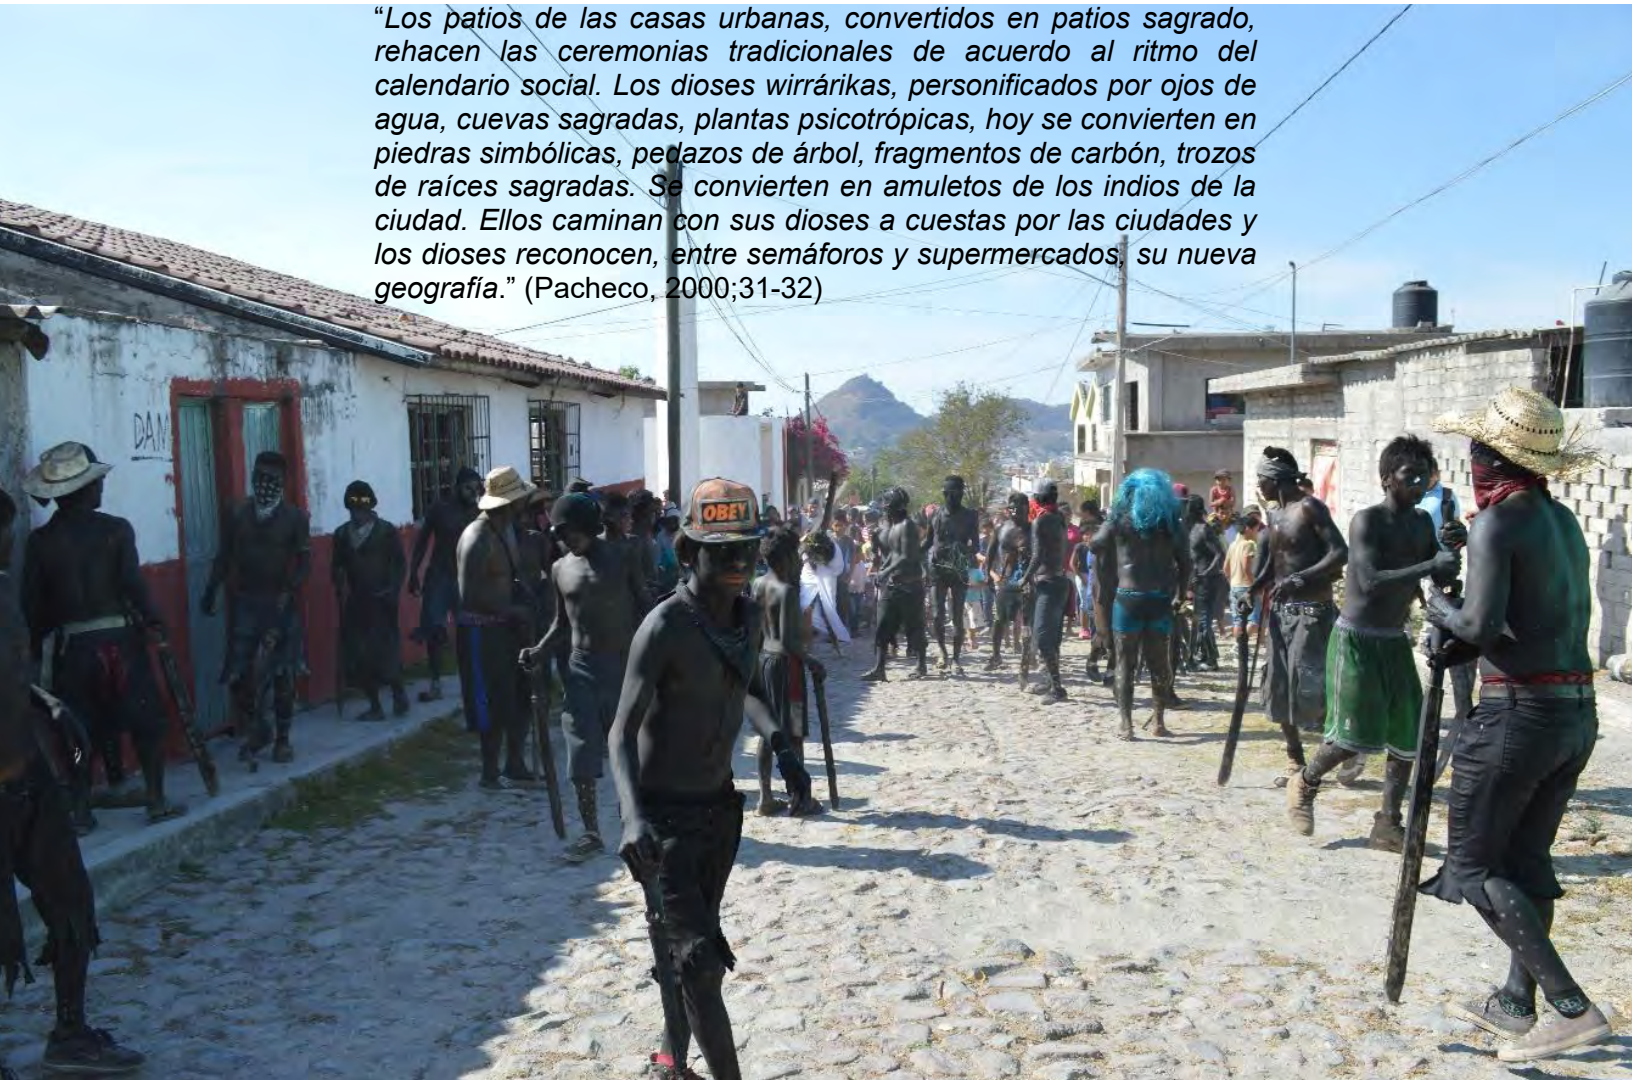 “Los patios de las casas urbanas, convertidos en patios sagrado,
rehacen las ceremonias tradicionales de acuerdo al ritmo del
calendario social. Los dioses wirrárikas, personificados por ojos de
agua, cuevas sagradas, plantas psicotrópicas, hoy se convierten en
piedras simbólicas, pedazos de árbol, fragmentos de carbón, trozos
de raíces sagradas. Se convierten en amuletos de los indios de la
ciudad. Ellos caminan con sus dioses a cuestas por las ciudades y
los dioses reconocen, entre semáforos y supermercados, su nueva
geografía.” (Pacheco, 2000;31-32)
DAM
OBEY